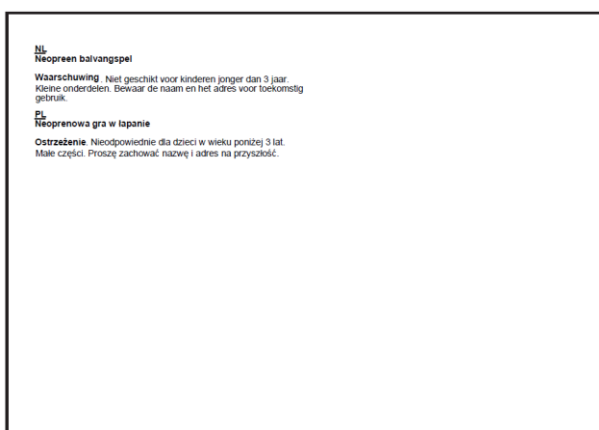 NL
Neopreen balvangspel
Waarschuwing. Niet geschikt voor kinderen jonger dan 3 jaar.
Kleine onderdelen. Bewaar de naam en het adres voor toekomstig
gebruik.
PL
Neoprenowa gra w łapanie
Ostrzeżenie. Nieodpowiednie dla dzieci w wieku poniżej 3 lat.
Małe części. Proszę zachować nazwę i adres na przyszłość.